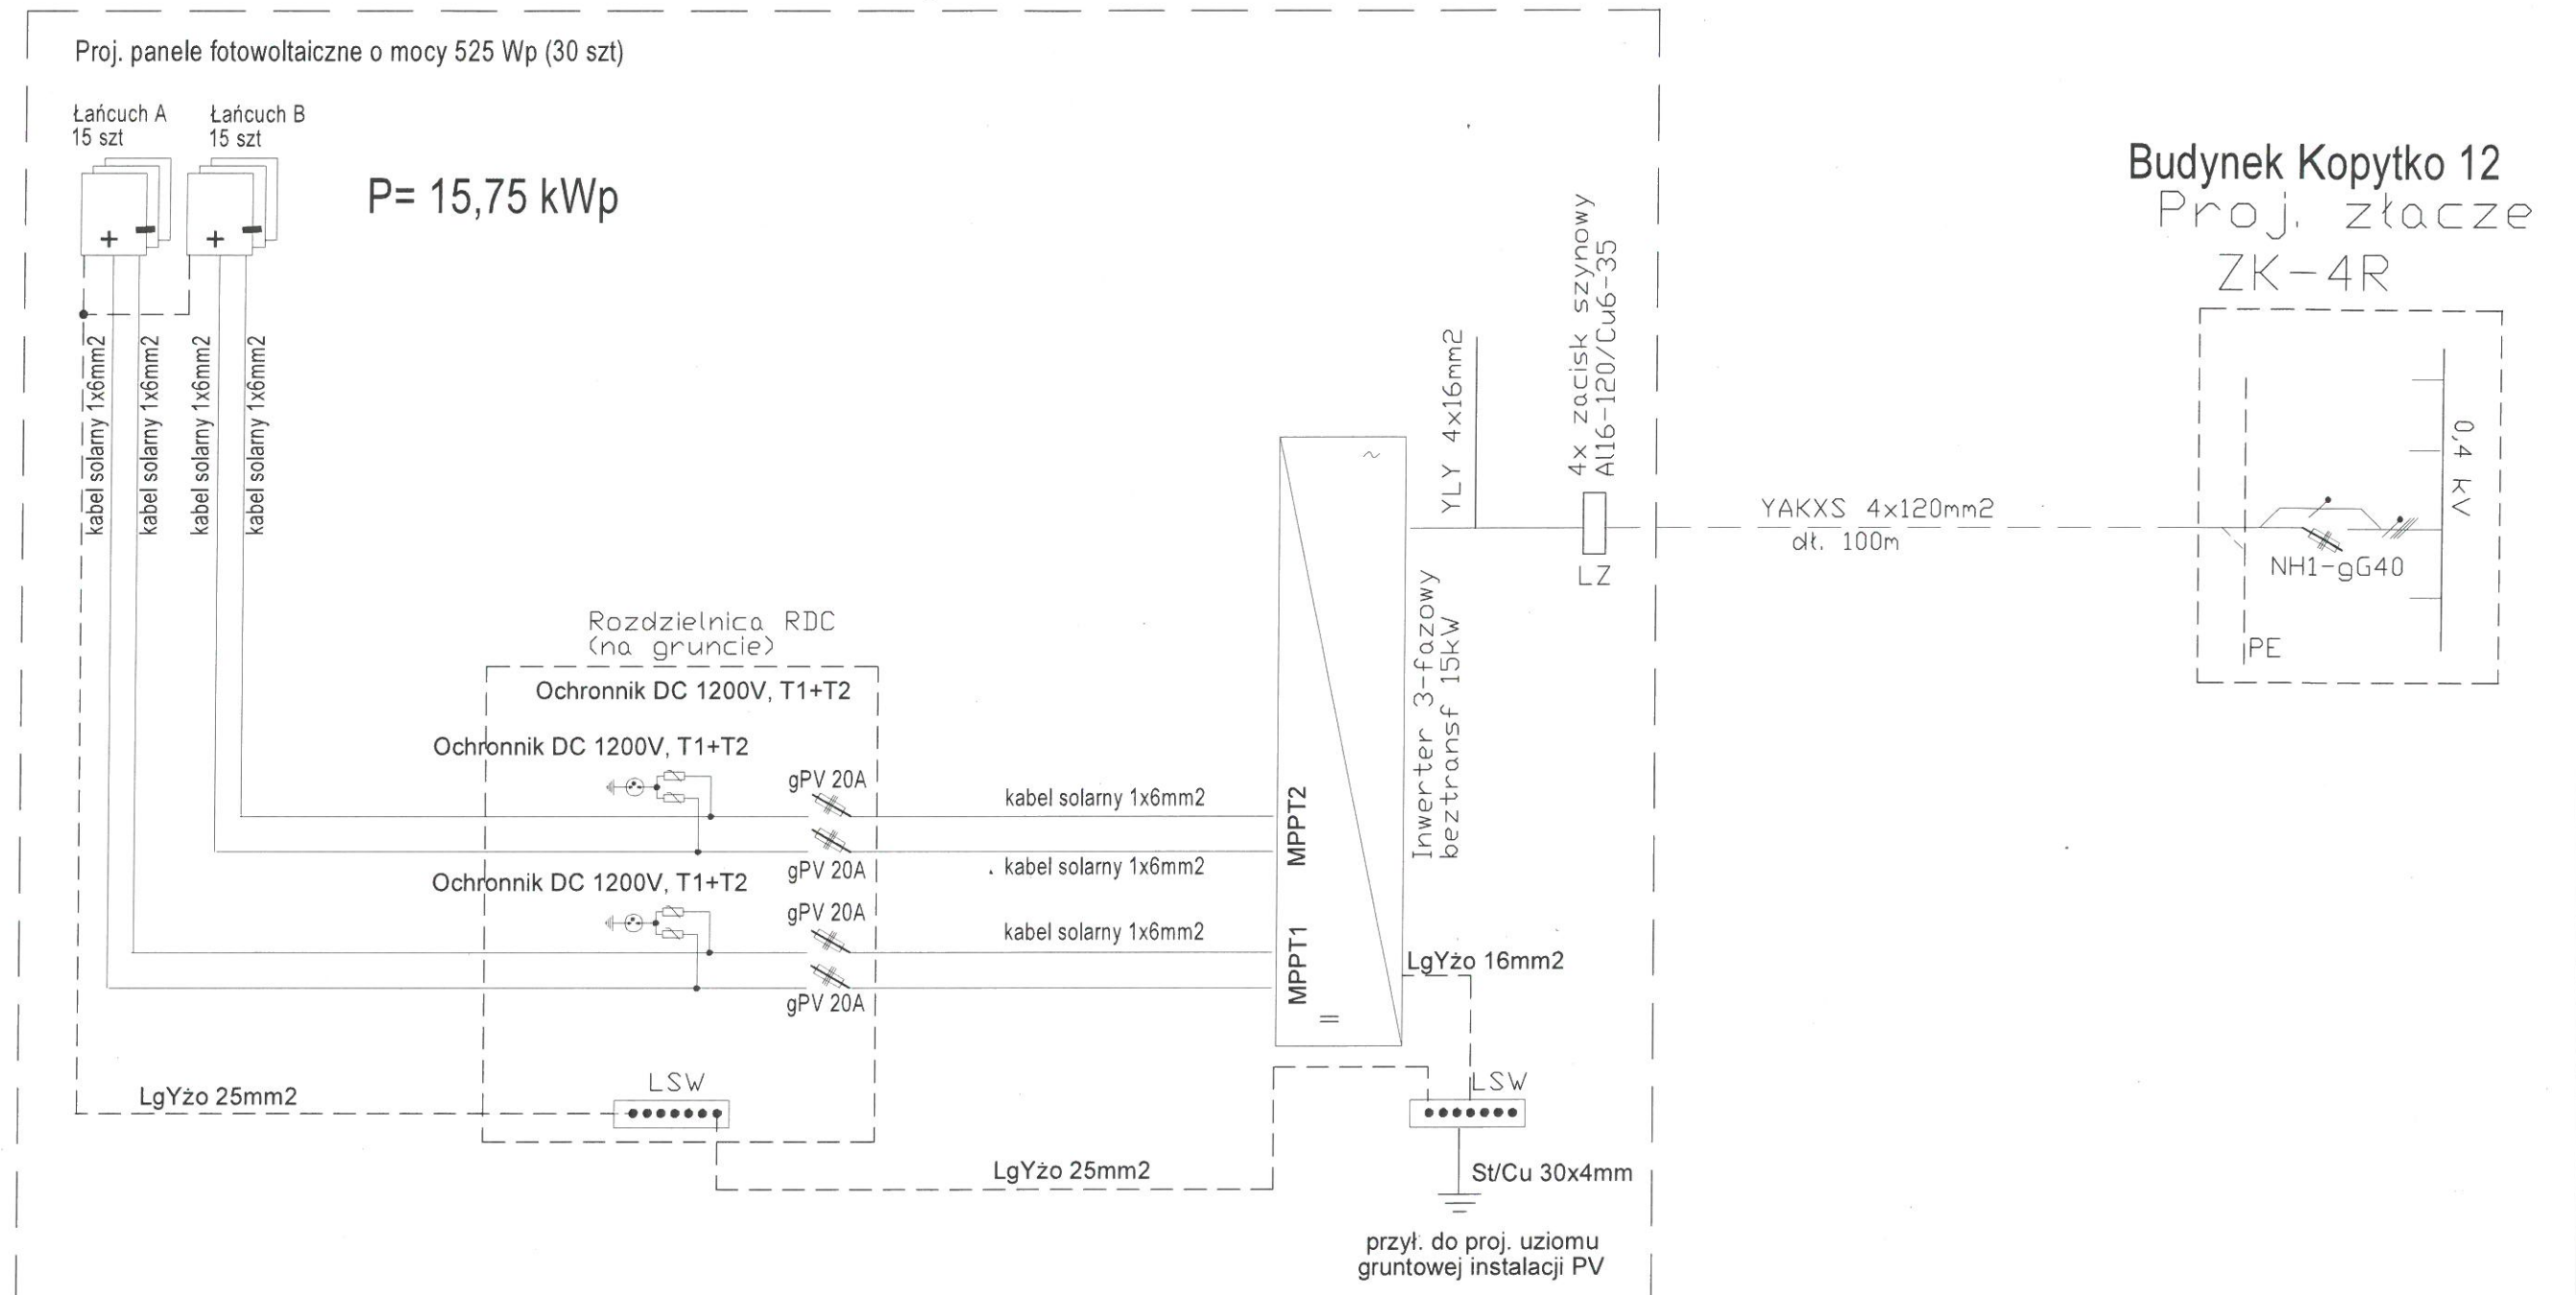 Proj. panele fotowoltaiczne o mocy 525 Wp (30 szt)
Łańcuch A
15 szt
Łańcuch B
15 szt
P= 15,75 kWp
+
+
kabel solarny 1x6mm2
kabel solarny 1x6mm2
kabel solarny 1x6mm2
kabel solarny 1x6mm2
Rozdzielnica RDC
(na gruncie)
Ochronnik DC 1200V, T1+T2
Ochronnik DC 1200V, T1+T2
gPV 20A
gPV 20A
Ochronnik DC 1200V, T1+T2
gPV 20A
gPV 20A
kabel solarny 1x6mm2
kabel solarny 1x6mm2
kabel solarny 1x6mm2
MPPT2
MPPT1
~
=
Inwerter 3-fazowy
beztransf 15kW
YLY 4x16mm2
4x zacisk szynowy
Al16-120/Cu6-35
LZ
YAKXS 4x120mm2
dł. 100m
Budynek Kopytko 12
Proj. złacze
ZK-4R
0,4 kV
NH1-gG40
PE
LgYżo 16mm2
LSW
LgYżo 25mm2
LSW
LgYżo 25mm2
St/Cu 30x4mm
przył. do proj. uziomu
gruntowej instalacji PV